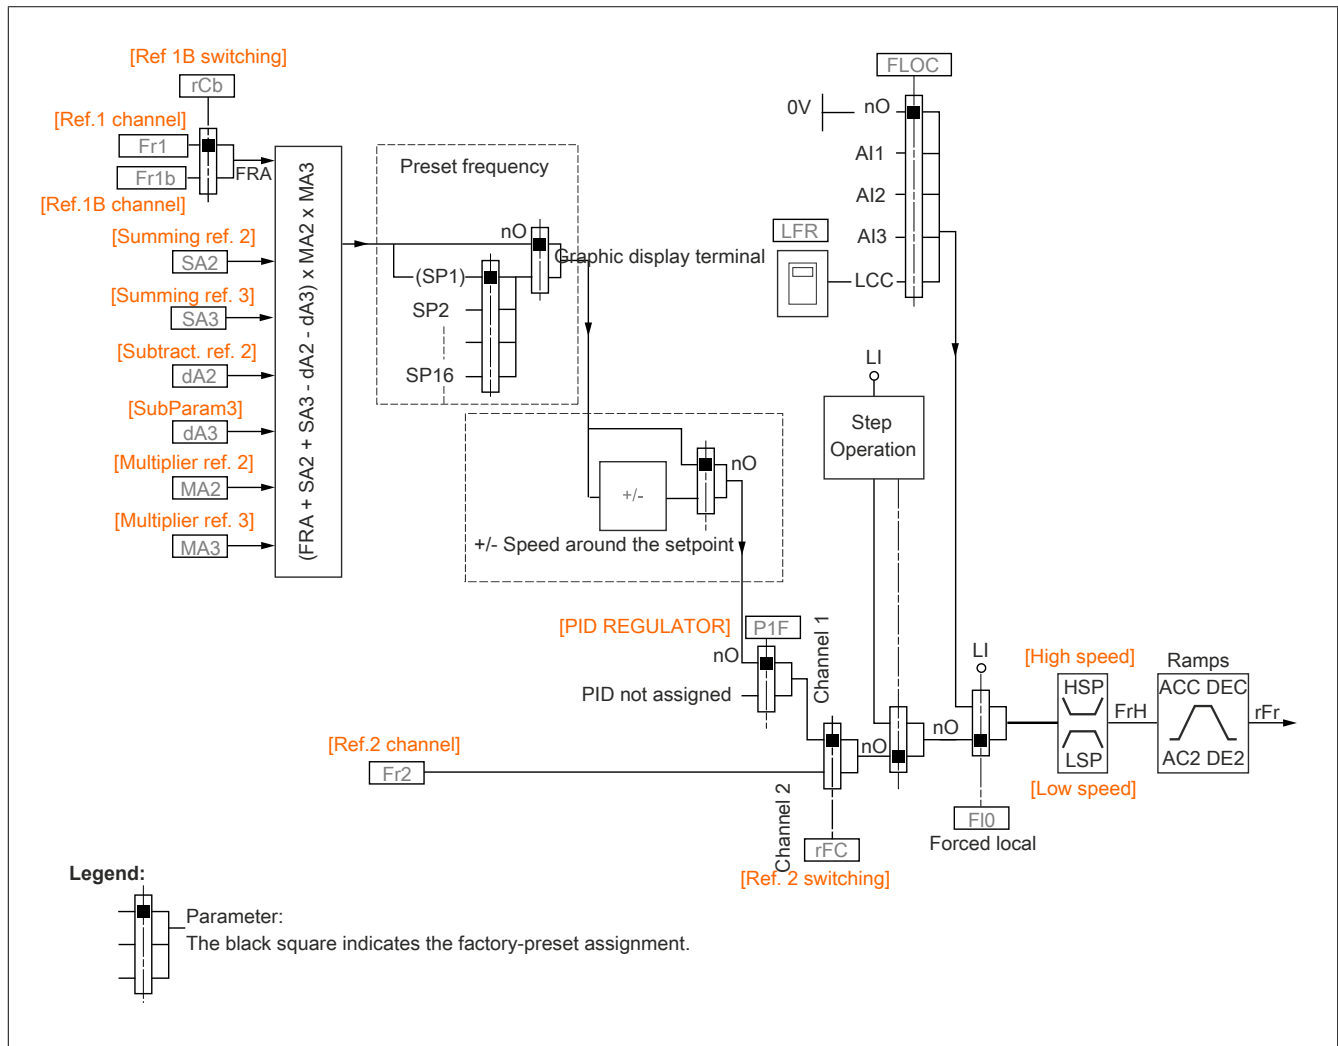 [Ref 1B switching]
rCb
[Ref.1 channel]
Fr1
Fr1b
FRA
[Ref.1B channel]
[Summing ref. 2]
SA2
[Summing ref. 3]
SA3
[Subtract. ref. 2]
dA2
[SubParam3]
dA3
[Multiplier ref. 2]
MA2
[Multiplier ref. 3]
MA3
(FRA + SA2 + SA3 - dA2 - dA3) x MA2 x MA3
Preset frequency
nO
(SP1)
SP2
SP16
Graphic display terminal
FLOC
0V
nO
AI1
AI2
AI3
LFR
LCC
LI
Step
Operation
nO
+/-
+/- Speed around the setpoint
[PID REGULATOR]
P1F
nO
PID not assigned
Channel 1
[Ref.2 channel]
Fr2
Channel 2
nO
rFC
[Ref. 2 switching]
nO
LI
FI0
Forced local
[High speed]
HSP
LSP
[Low speed]
FrH
Ramps
ACC DEC
AC2 DE2
rFr
Legend:
Parameter:
The black square indicates the factory-preset assignment.